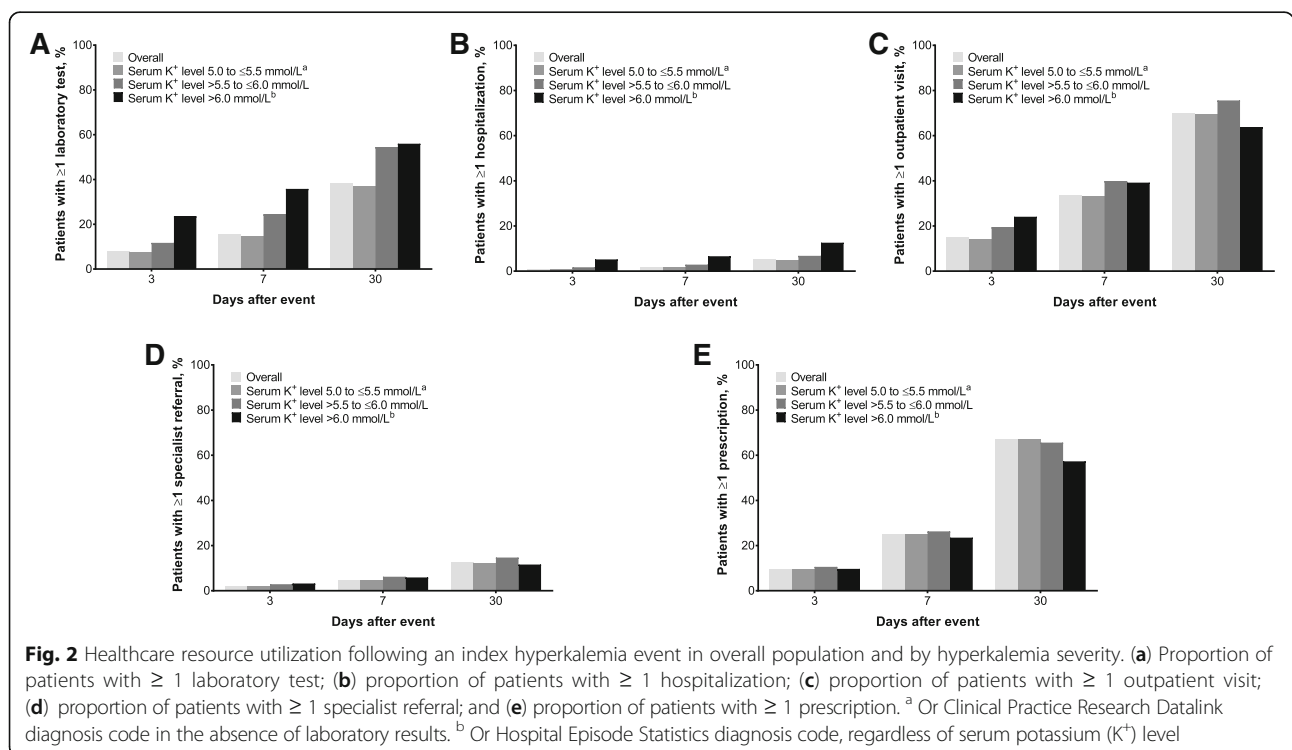 A
Patients with ≥1 laboratory test, %
100
80
60
40
20
0
Overall
Serum K⁺ level 5.0 to ≤5.5 mmol/Lᵃ
Serum K⁺ level >5.5 to ≤6.0 mmol/L
Serum K⁺ level >6.0 mmol/Lᵇ
3 7 30
Days after event
B
Patients with ≥1 hospitalization, %
100
80
60
40
20
0
Overall
Serum K⁺ level 5.0 to ≤5.5 mmol/Lᵃ
Serum K⁺ level >5.5 to ≤6.0 mmol/L
Serum K⁺ level >6.0 mmol/Lᵇ
3 7 30
Days after event
C
Patients with ≥1 outpatient visit, %
100
80
60
40
20
0
Overall
Serum K⁺ level 5.0 to ≤5.5 mmol/Lᵃ
Serum K⁺ level >5.5 to ≤6.0 mmol/L
Serum K⁺ level >6.0 mmol/Lᵇ
3 7 30
Days after event
D
Patients with ≥1 specialist referral, %
100
80
60
40
20
0
Overall
Serum K⁺ level 5.0 to ≤5.5 mmol/Lᵃ
Serum K⁺ level >5.5 to ≤6.0 mmol/L
Serum K⁺ level >6.0 mmol/Lᵇ
3 7 30
Days after event
E
Patients with ≥1 prescription, %
100
80
60
40
20
0
Overall
Serum K⁺ level 5.0 to ≤5.5 mmol/Lᵃ
Serum K⁺ level >5.5 to ≤6.0 mmol/L
Serum K⁺ level >6.0 mmol/Lᵇ
3 7 30
Days after event
Fig. 2 Healthcare resource utilization following an index hyperkalemia event in overall population and by hyperkalemia severity. (a) Proportion of
patients with ≥ 1 laboratory test; (b) proportion of patients with ≥ 1 hospitalization; (c) proportion of patients with ≥ 1 outpatient visit;
(d) proportion of patients with ≥ 1 specialist referral; and (e) proportion of patients with ≥ 1 prescription. ᵃ Or Clinical Practice Research Datalink
diagnosis code in the absence of laboratory results. ᵇ Or Hospital Episode Statistics diagnosis code, regardless of serum potassium (K⁺) level